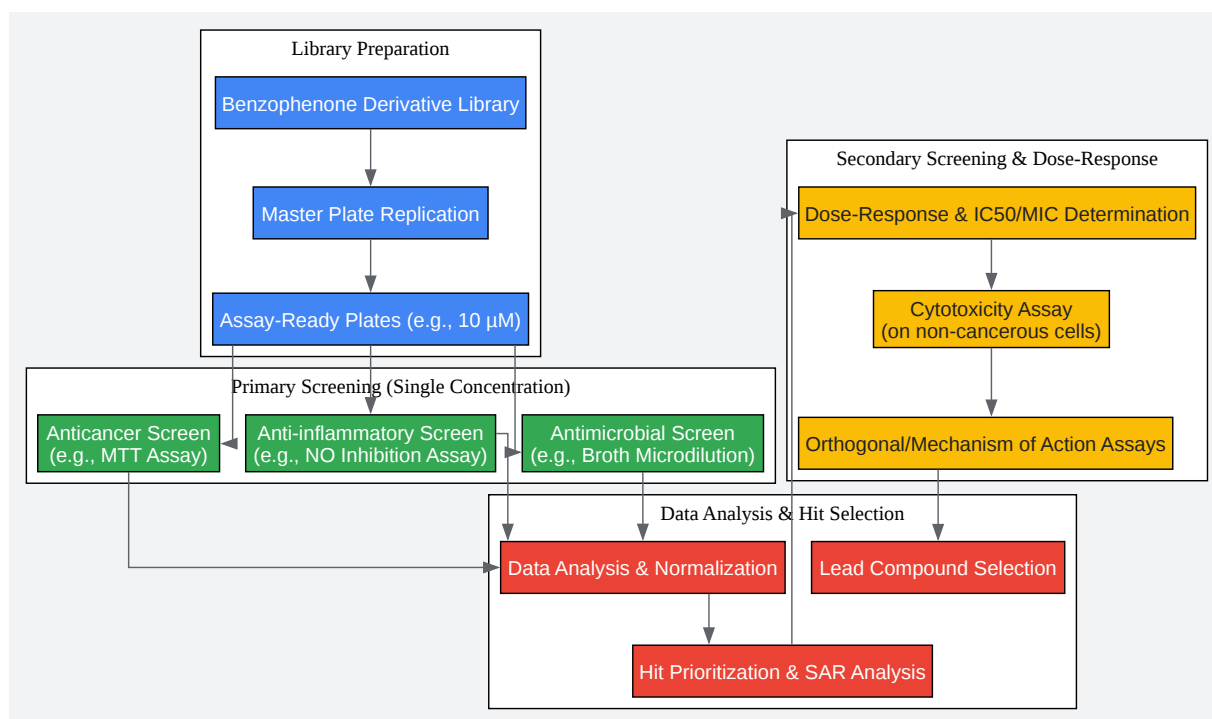 Library Preparation
Benzophenone Derivative Library
Master Plate Replication
Assay-Ready Plates (e.g., 10 µM)
Primary Screening (Single Concentration)
Anticancer Screen
(e.g., MTT Assay)
Anti-inflammatory Screen
(e.g., NO Inhibition Assay)
Antimicrobial Screen
(e.g., Broth Microdilution)
Secondary Screening & Dose-Response
Dose-Response & IC50/MIC Determination
Cytotoxicity Assay
(on non-cancerous cells)
Orthogonal/Mechanism of Action Assays
Data Analysis & Hit Selection
Data Analysis & Normalization
Lead Compound Selection
Hit Prioritization & SAR Analysis